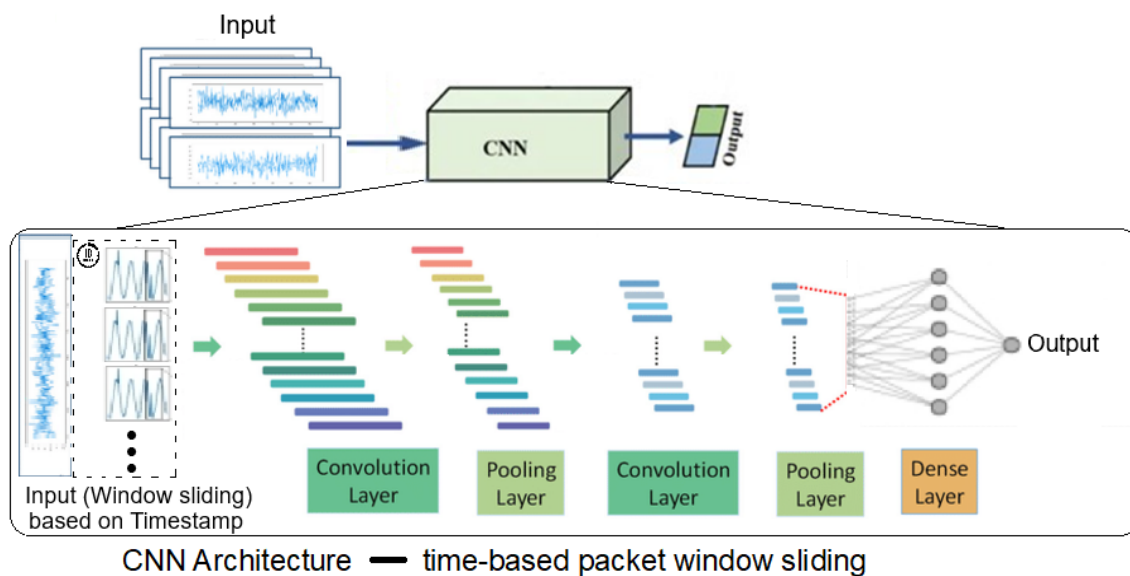 Input
CNN
Output
Input (Window sliding)
based on Timestamp
Convolution
Layer
Pooling
Layer
Convolution
Layer
Pooling
Layer
Dense
Layer
Output
CNN Architecture — time-based packet window sliding